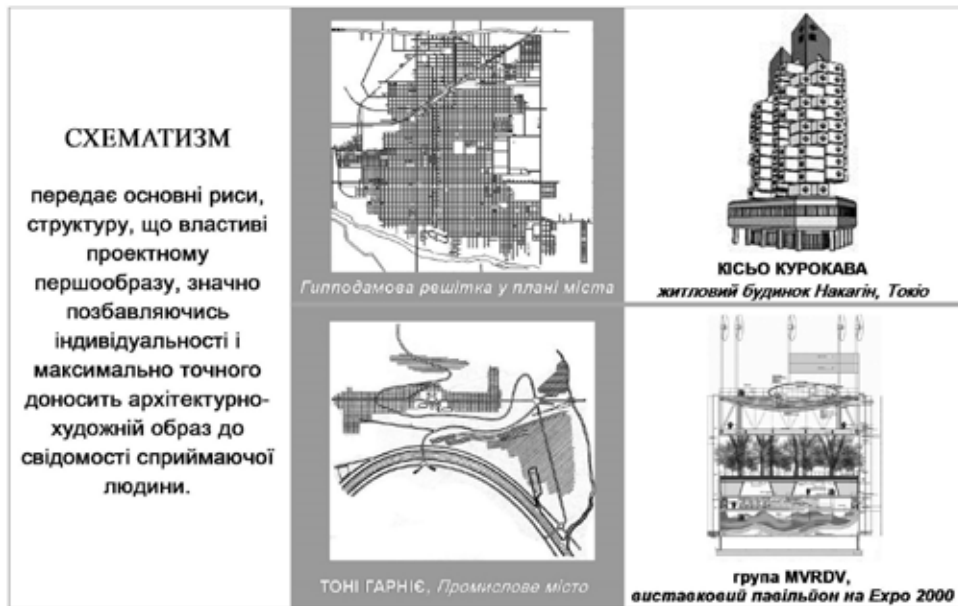 СХЕМАТИЗМ
передає основні риси,
структуру, що властиві
проектному
першообразу, значно
позбавляючись
індивідуальності і
максимально точного
доносить архітектурно-
художній образ до
свідомості сприймаючої
людини.
Гипподамова решітка у плані міста
КІСЬО КУРОКАВА
житловий будинок Накагін, Токіо
ТОНІ ГАРНІЄ, Промислове місто
група MVRDV,
виставковий павільйон на Expo 2000